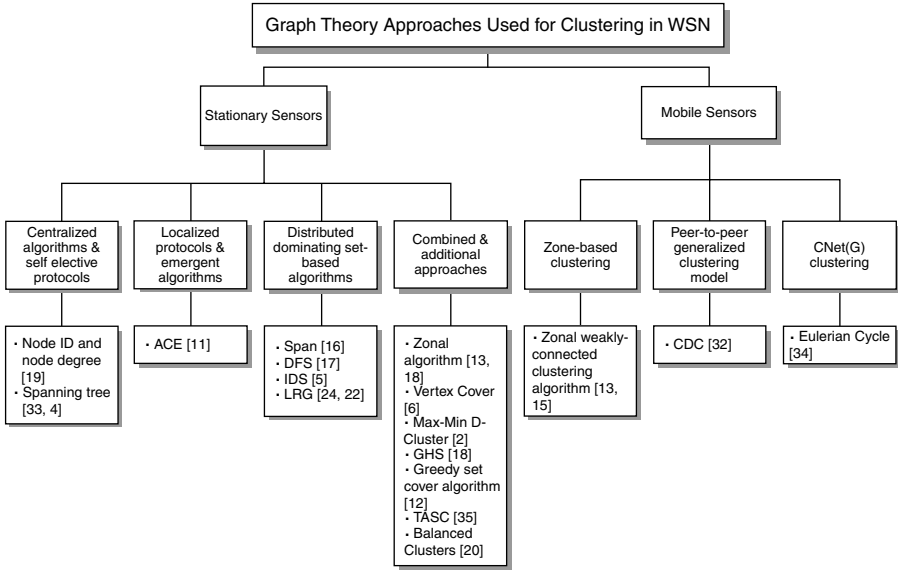 Graph Theory Approaches Used for Clustering in WSN
Stationary Sensors
Mobile Sensors
Centralized
algorithms &
self elective
protocols
Localized
protocols &
emergent
algorithms
Distributed
dominating set-
based
algorithms
Combined &
additional
approaches
Zone-based
clustering
Peer-to-peer
generalized
clustering
model
CNet(G)
clustering
· Node ID and
node degree
[19]
· Spanning tree
[33, 4]
· ACE [11]
· Span [16]
· DFS [17]
· IDS [5]
· LRG [24, 22]
· Zonal
algorithm [13,
18]
· Vertex Cover
[6]
· Max-Min D-
Cluster [2]
· GHS [18]
· Greedy set
cover algorithm
[12]
· TASC [35]
· Balanced
Clusters [20]
· Zonal weakly-
connected
clustering
algorithm [13,
15]
· CDC [32]
· Eulerian Cycle
[34]